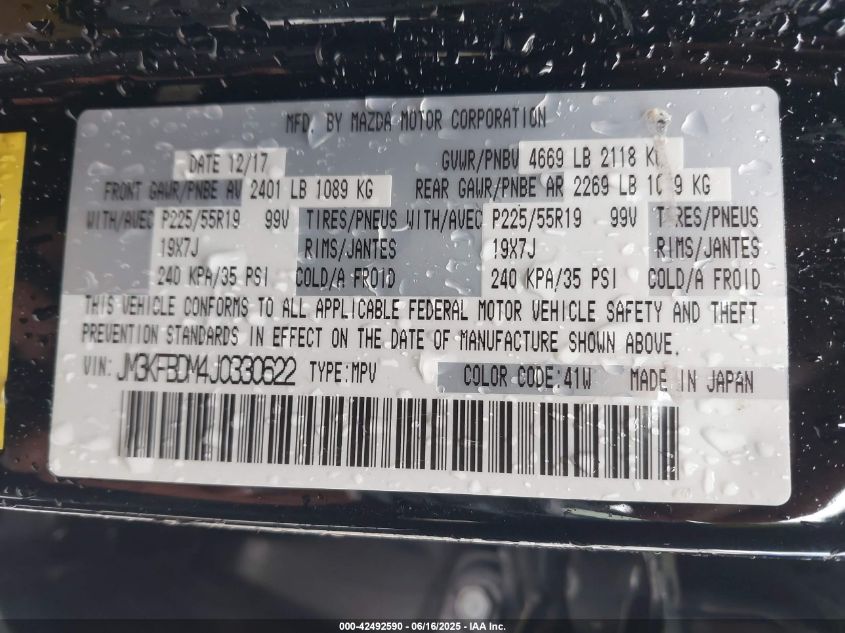 MFD. BY MAZDA MOTOR CORPORATION
DATE 12/17 GVWR/PNBV 4669 LB 2118
FRONT GAWR/PNBE AV 2401 LB 1089 KG REAR GAWR/PNBE AR 2269 LB KG
WITH/AVEC P225/55R19 99V TIRES/PNEUS WITH/AVEC P225/55R19 99V TIRES/PNEUS
19X7J RIMS/JANTES 19X7J RIMS/JANTES
240 KPA/35 PSI COLD/A FROID 240 KPA/35 PSI COLD/A FROID
THIS VEHICLE CONFORMS TO ALL APPLICABLE FEDERAL MOTOR VEHICLE SAFETY AND THEFT
PREVENTION STANDARDS IN EFFECT ON THE DATE OF MANUFACTURE SHOWN ABOVE.
VIN: JM3KFBDM4J0330622 TYPE:MPV COLOR CODE:41W MADE IN JAPAN
000-42492590 - 06/16/2025 - IAA Inc.